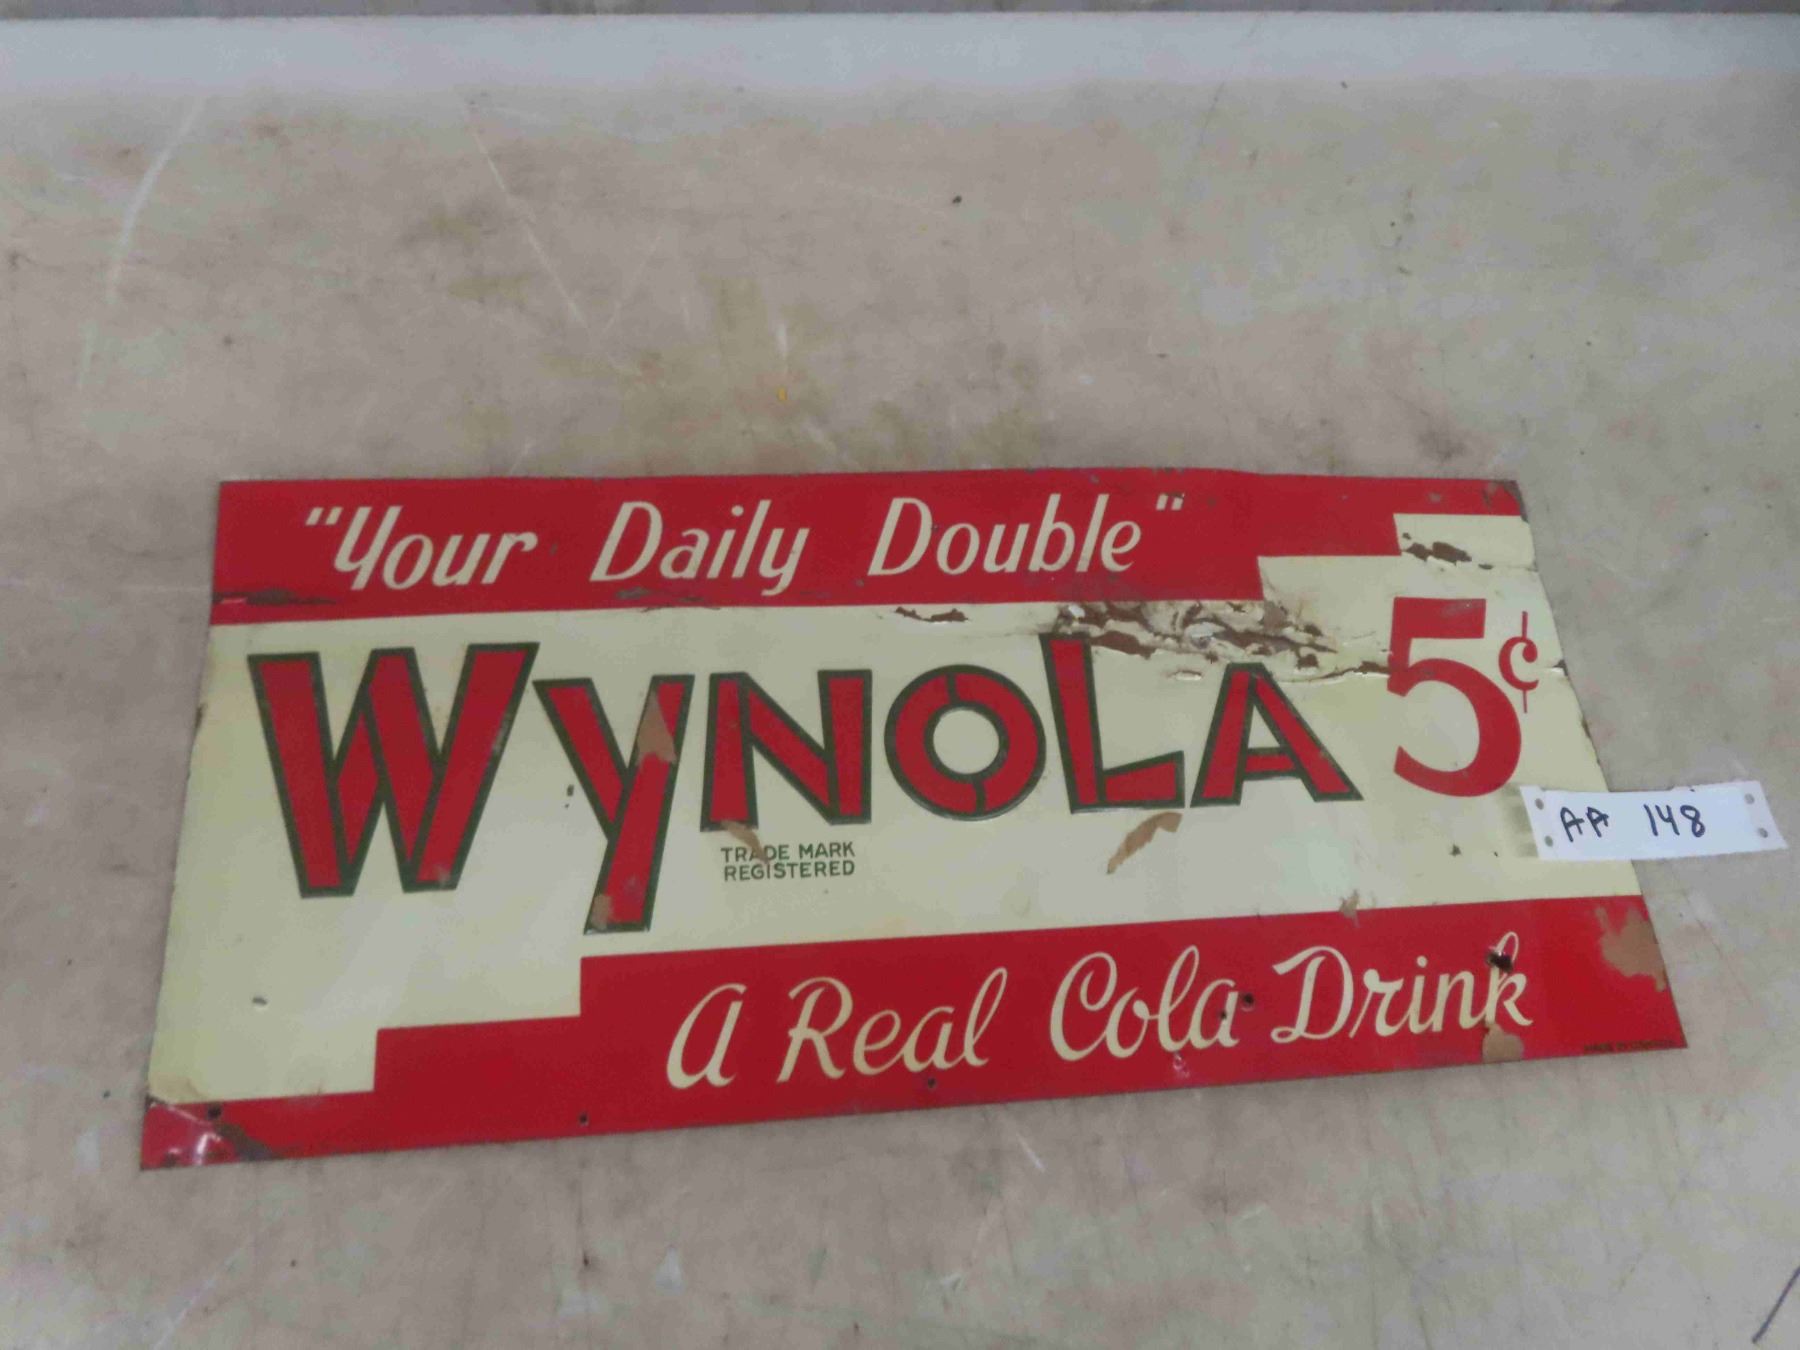 "Your Daily Double"
WYNOLA 5¢
TRADE MARK
REGISTERED
AA 148
A Real Cola Drink